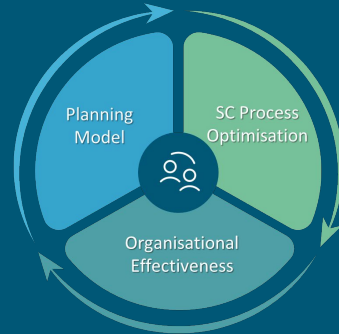 Planning
Model
SC Process
Optimisation
Organisational
Effectiveness